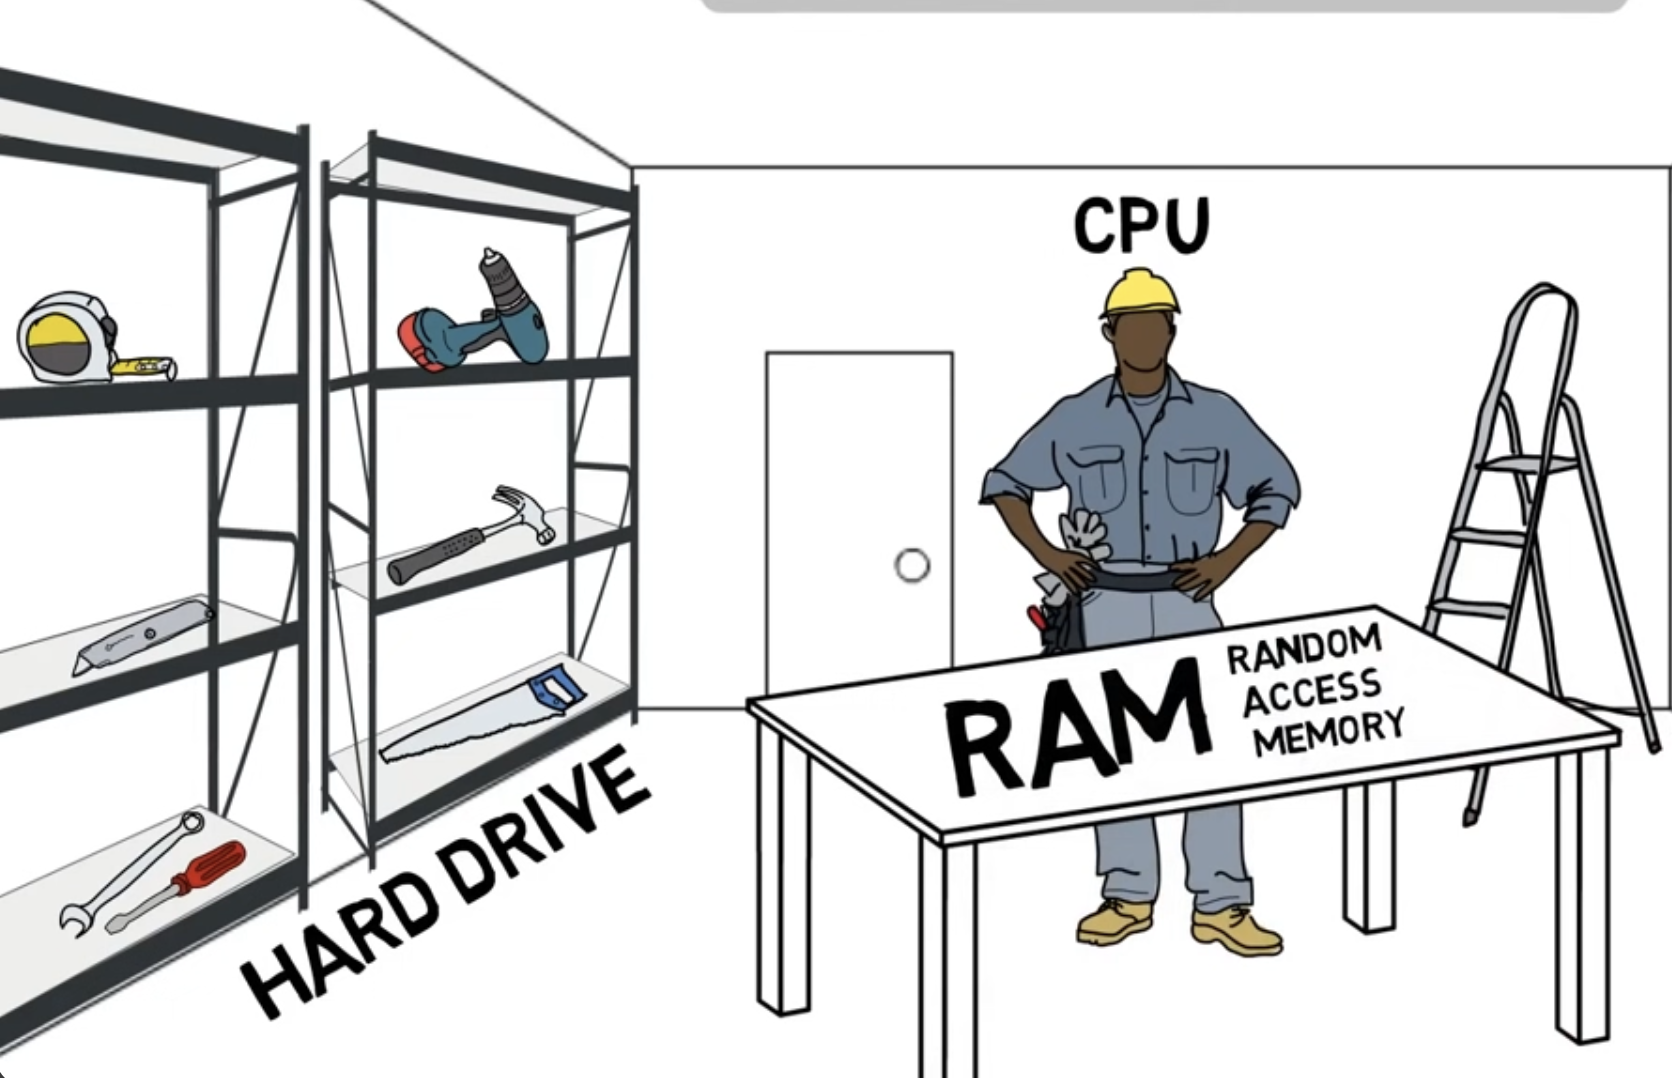 CPU
RAM
RANDOM
ACCESS
MEMORY
HARD DRIVE